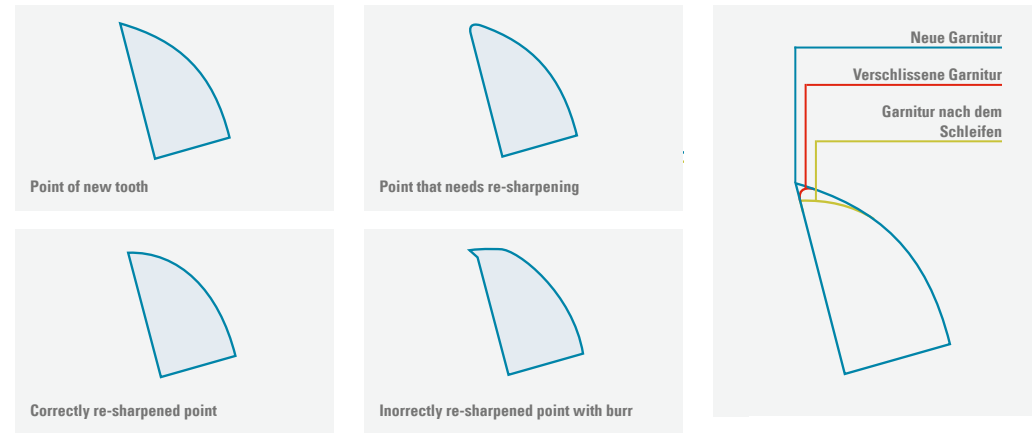 Point of new tooth
Point that needs re-sharpening
Correctly re-sharpened point
Inorrectly re-sharpened point with burr
Neue Garnitur
Verschlissene Garnitur
Garnitur nach dem
Schleifen